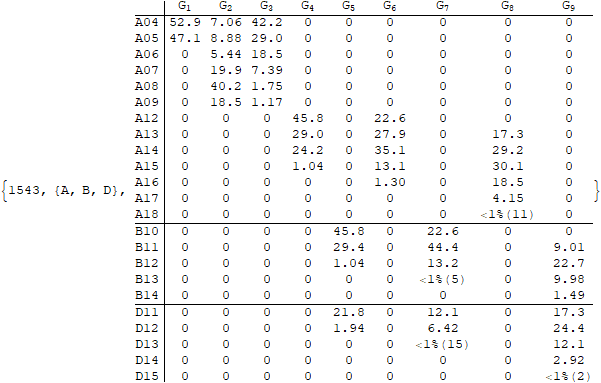 G1 G2 G3 G4 G5 G6 G7 G8 G9
A04 52.9 7.06 42.2 0 0 0 0 0 0
A05 47.1 8.88 29.0 0 0 0 0 0 0
A06 0 5.44 18.5 0 0 0 0 0 0
A07 0 19.9 7.39 0 0 0 0 0 0
A08 0 40.2 1.75 0 0 0 0 0 0
A09 0 18.5 1.17 0 0 0 0 0 0
A12 0 0 0 45.8 0 22.6 0 0 0
A13 0 0 0 29.0 0 27.9 0 17.3 0
A14 0 0 0 24.2 0 35.1 0 29.2 0
A15 0 0 0 1.04 0 13.1 0 30.1 0
{1543, {A, B, D}, A16 0 0 0 0 0 1.30 0 18.5 0 }
A17 0 0 0 0 0 0 0 4.15 0
A18 0 0 0 0 0 0 0 <1%(11) 0
B10 0 0 0 0 45.8 0 22.6 0 0
B11 0 0 0 0 29.4 0 44.4 0 9.01
B12 0 0 0 0 1.04 0 13.2 0 22.7
B13 0 0 0 0 0 0 <1%(5) 0 9.98
B14 0 0 0 0 0 0 0 0 1.49
D11 0 0 0 0 21.8 0 12.1 0 17.3
D12 0 0 0 0 1.94 0 6.42 0 24.4
D13 0 0 0 0 0 0 <1%(15) 0 12.1
D14 0 0 0 0 0 0 0 0 2.92
D15 0 0 0 0 0 0 0 0 <1%(2)